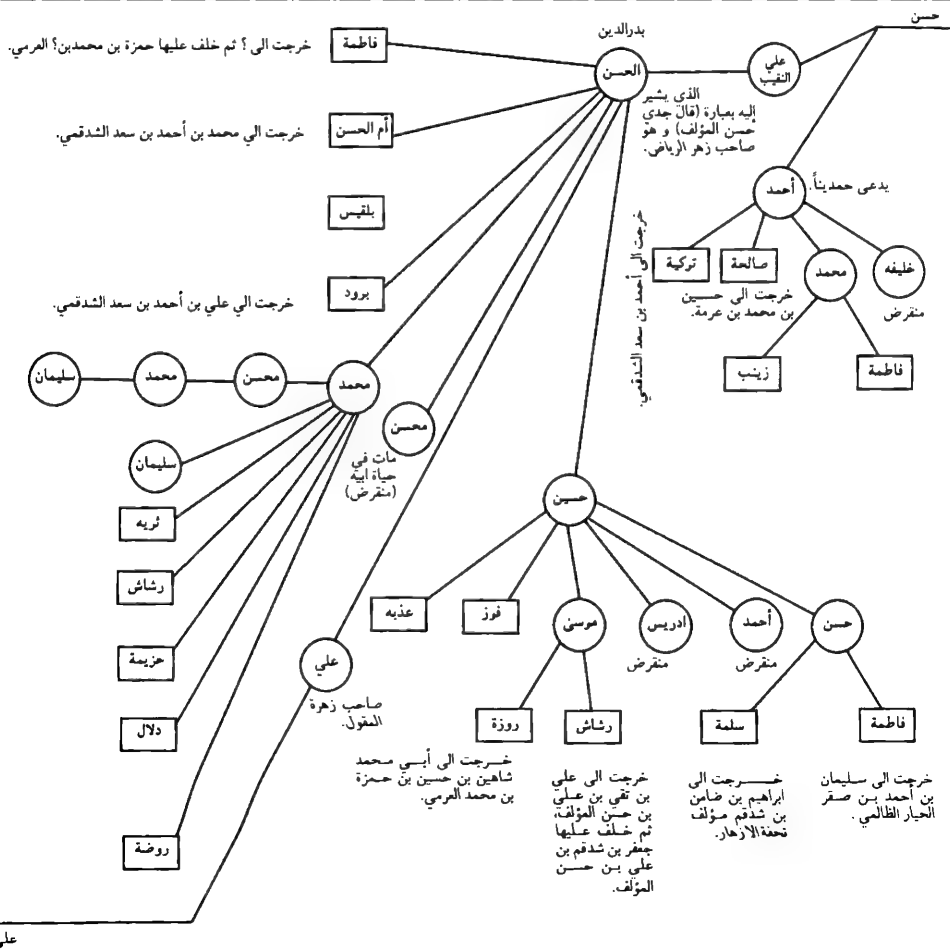 حسن
بدرالدين
علي
النقيب
الحسن
الذي يشير
إليه بعبارة (قال جدي
حسن المؤلف) و هو
صاحب زهر الرياض.
فاطمة
خرجت الى ؟ ثم خلف عليها حمزة بن محمدبن؟ العرمي.
أم الحسن
خرجت الي محمد بن أحمد بن سعد الشدقمي.
بلقيس
برود
خرجت الي علي بن أحمد بن سعد الشدقمي.
أحمد
يدعى حمديناً.
خليفه
منقرض
محمد
صالحة
خرجت الى حسين
بن محمد بن عرمة.
تركية
فاطمة
زينب
خرجت الى أحمد بن سعد الشدقمي.
محمد
محسن
محمد
سليمان
سليمان
ثريه
رشاش
حزيمة
دلال
روضة
محسن
مات في
حياة ابيه
(منقرض)
حسين
حسن
أحمد
منقرض
ادريس
منقرض
موسى
فوز
عذبه
علي
صاحب زهرة
المقول.
فاطمة
خرجت الى سليمان
بن أحمد بن صقر
الحيار الظالمي .
سلمة
خرجت الى
ابراهيم بن ضامن
بن شدقم مؤلف
تحفة الازهار.
رشاش
خرجت الى علي
بن تقي بن علي
بن حسن المؤلف،
ثم خلف عليها
جعفر بن شدقم بن
علي بن حسن
المؤلف.
روزة
خرجت الى أبي محمد
شاهين بن حسين بن حمزة
بن محمد العرمي.